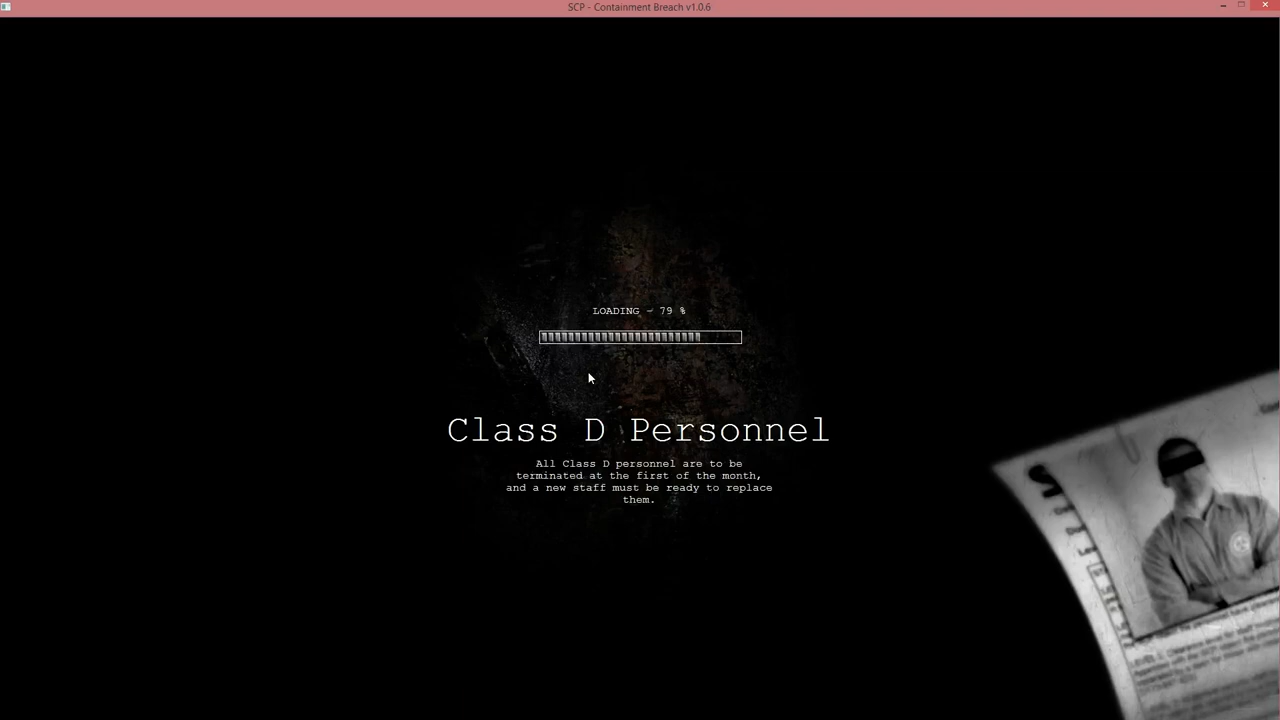 SCP - Containment Breach v1.0.6
LOADING - 79 %
Class D Personnel
All Class D personnel are to be
terminated at the first of the month,
and a new staff must be ready to replace
them.